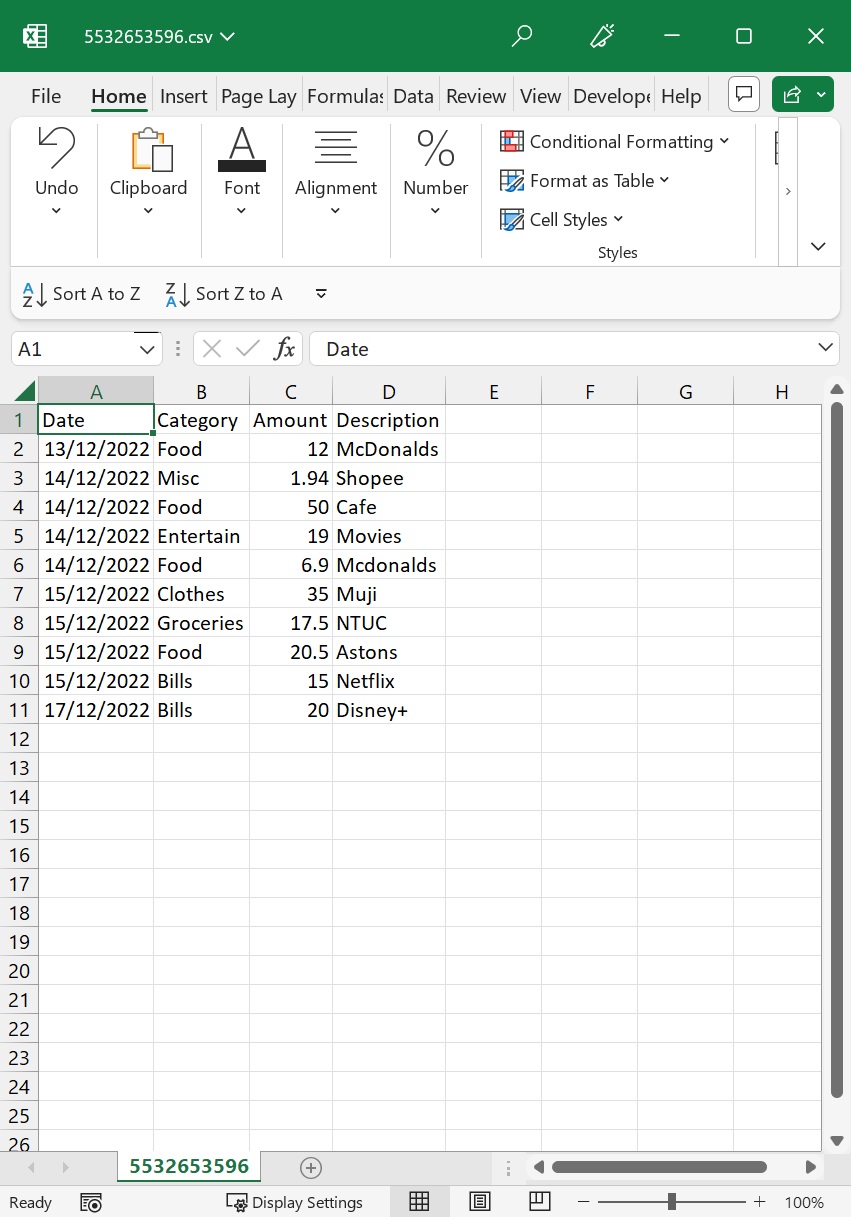 5532653596.csv
File Home Insert Page Lay Formulas Data Review View Develope Help
Undo Clipboard Font Alignment Number
Conditional Formatting
Format as Table
Cell Styles
Styles
Sort A to Z Sort Z to A
A1 fx Date
A B C D E F G H
1 Date Category Amount Description
2 13/12/2022 Food 12 McDonalds
3 14/12/2022 Misc 1.94 Shopee
4 14/12/2022 Food 50 Cafe
5 14/12/2022 Entertain 19 Movies
6 14/12/2022 Food 6.9 Mcdonalds
7 15/12/2022 Clothes 35 Muji
8 15/12/2022 Groceries 17.5 NTUC
9 15/12/2022 Food 20.5 Astons
10 15/12/2022 Bills 15 Netflix
11 17/12/2022 Bills 20 Disney+
12
13
14
15
16
17
18
19
20
21
22
23
24
25
26
5532653596
Ready Display Settings 100%